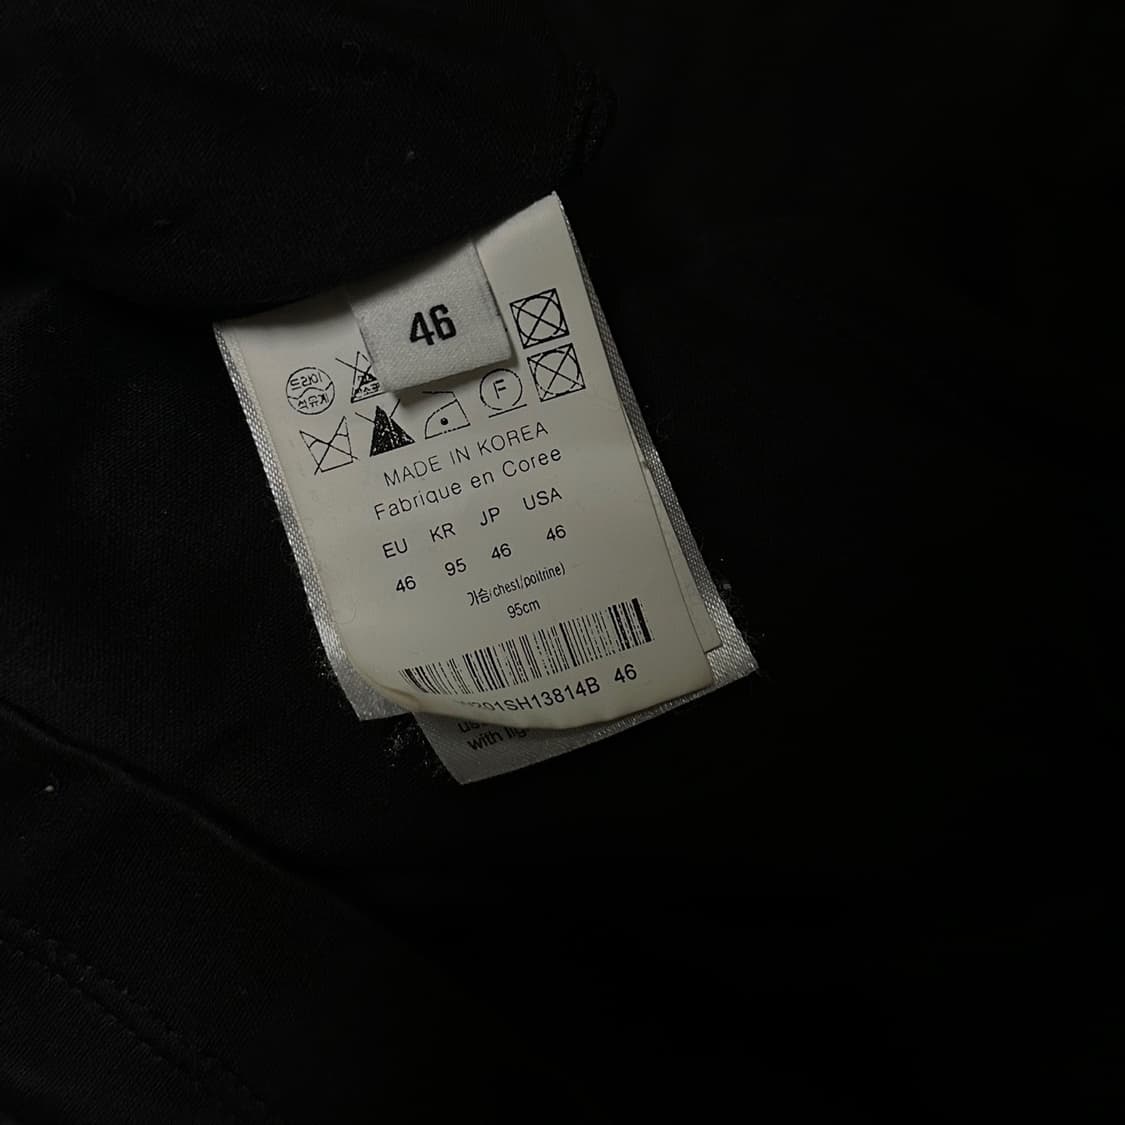 46
드라이
석유계
F
MADE IN KOREA
Fabrique en Coree
EU KR JP USA
46 95 46 46
가슴/chest/poitrine)
95cm
201SH13814B 46
with